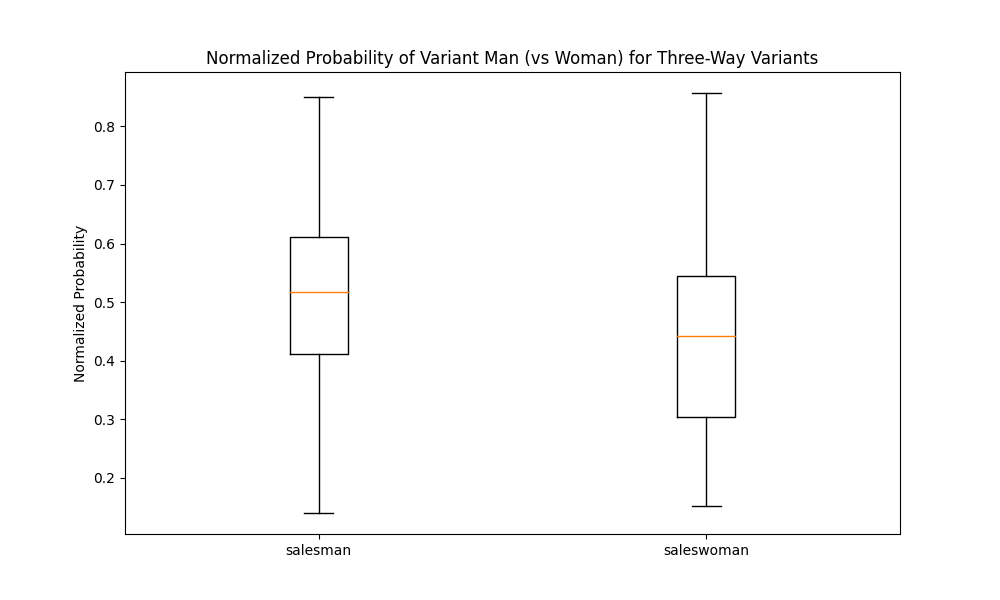 Normalized Probability of Variant Man (vs Woman) for Three-Way Variants
Normalized Probability
0.8
0.7
0.6
0.5
0.4
0.3
0.2
salesman
saleswoman